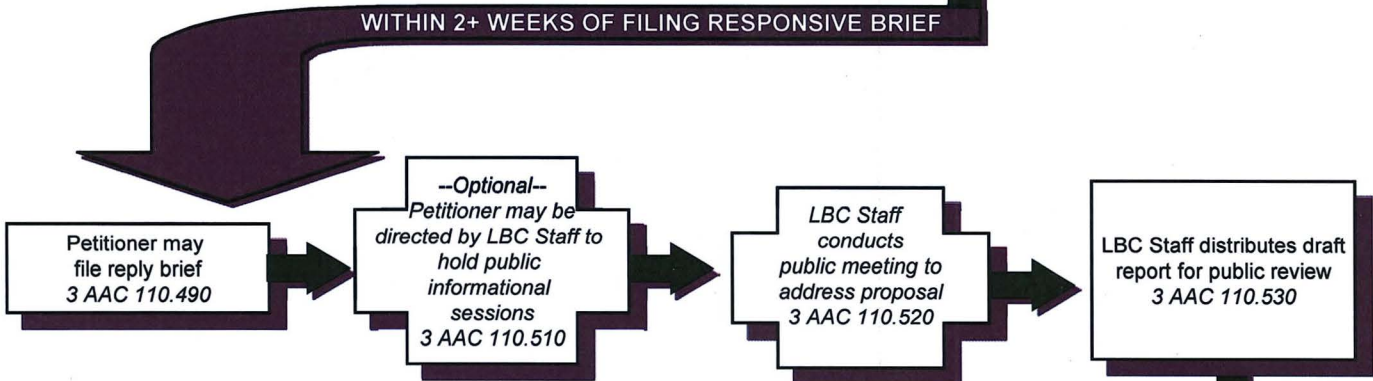 WITHIN 2+ WEEKS OF FILING RESPONSIVE BRIEF
Petitioner may
file reply brief
3 AAC 110.490
--Optional--
Petitioner may be
directed by LBC Staff to
hold public
informational
sessions
3 AAC 110.510
LBC Staff
conducts
public meeting to
address proposal
3 AAC 110.520
LBC Staff distributes draft
report for public review
3 AAC 110.530